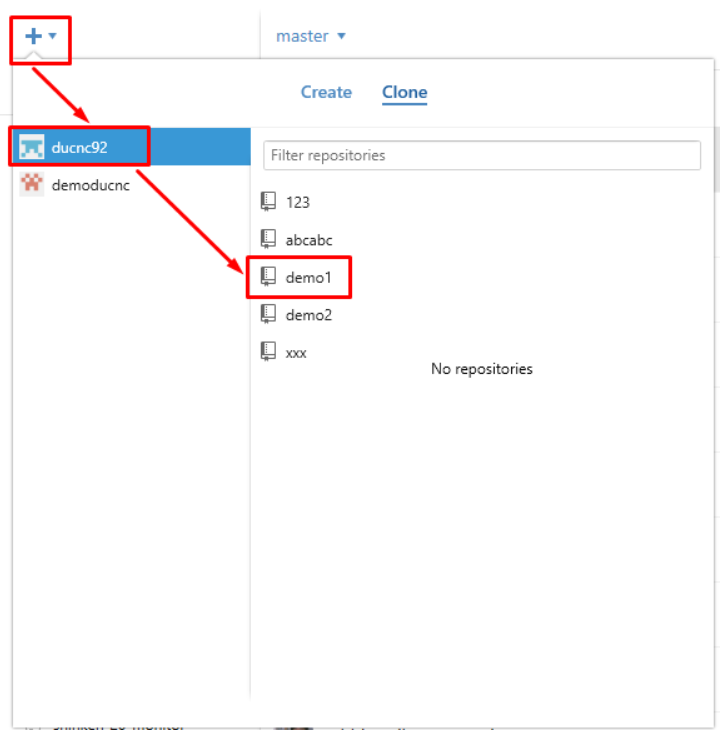 master
Create Clone
ducnc92
demoducnc
Filter repositories
123
abcabc
demo1
demo2
xxx
No repositories